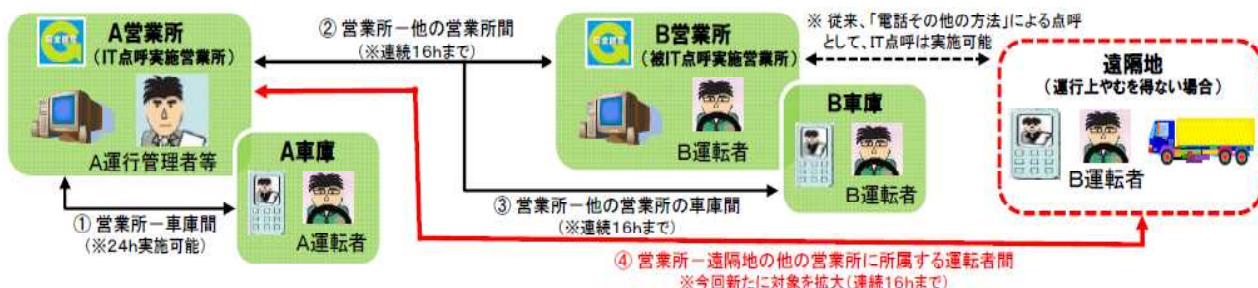 A営業所
(IT点呼実施営業所)
A運行管理者等
② 営業所－他の営業所間
(※連続16hまで)
B営業所
(被IT点呼実施営業所)
B運転者
※ 従来、「電話その他の方法」による点呼
として、IT点呼は実施可能
遠隔地
(運行上やむを得ない場合)
B運転者
A車庫
A運転者
B車庫
B運転者
① 営業所－車庫間
(※24h実施可能)
③ 営業所－他の営業所の車庫間
(※連続16hまで)
④ 営業所－遠隔地の他の営業所に所属する運転者間
※今回新たに対象を拡大(連続16hまで)